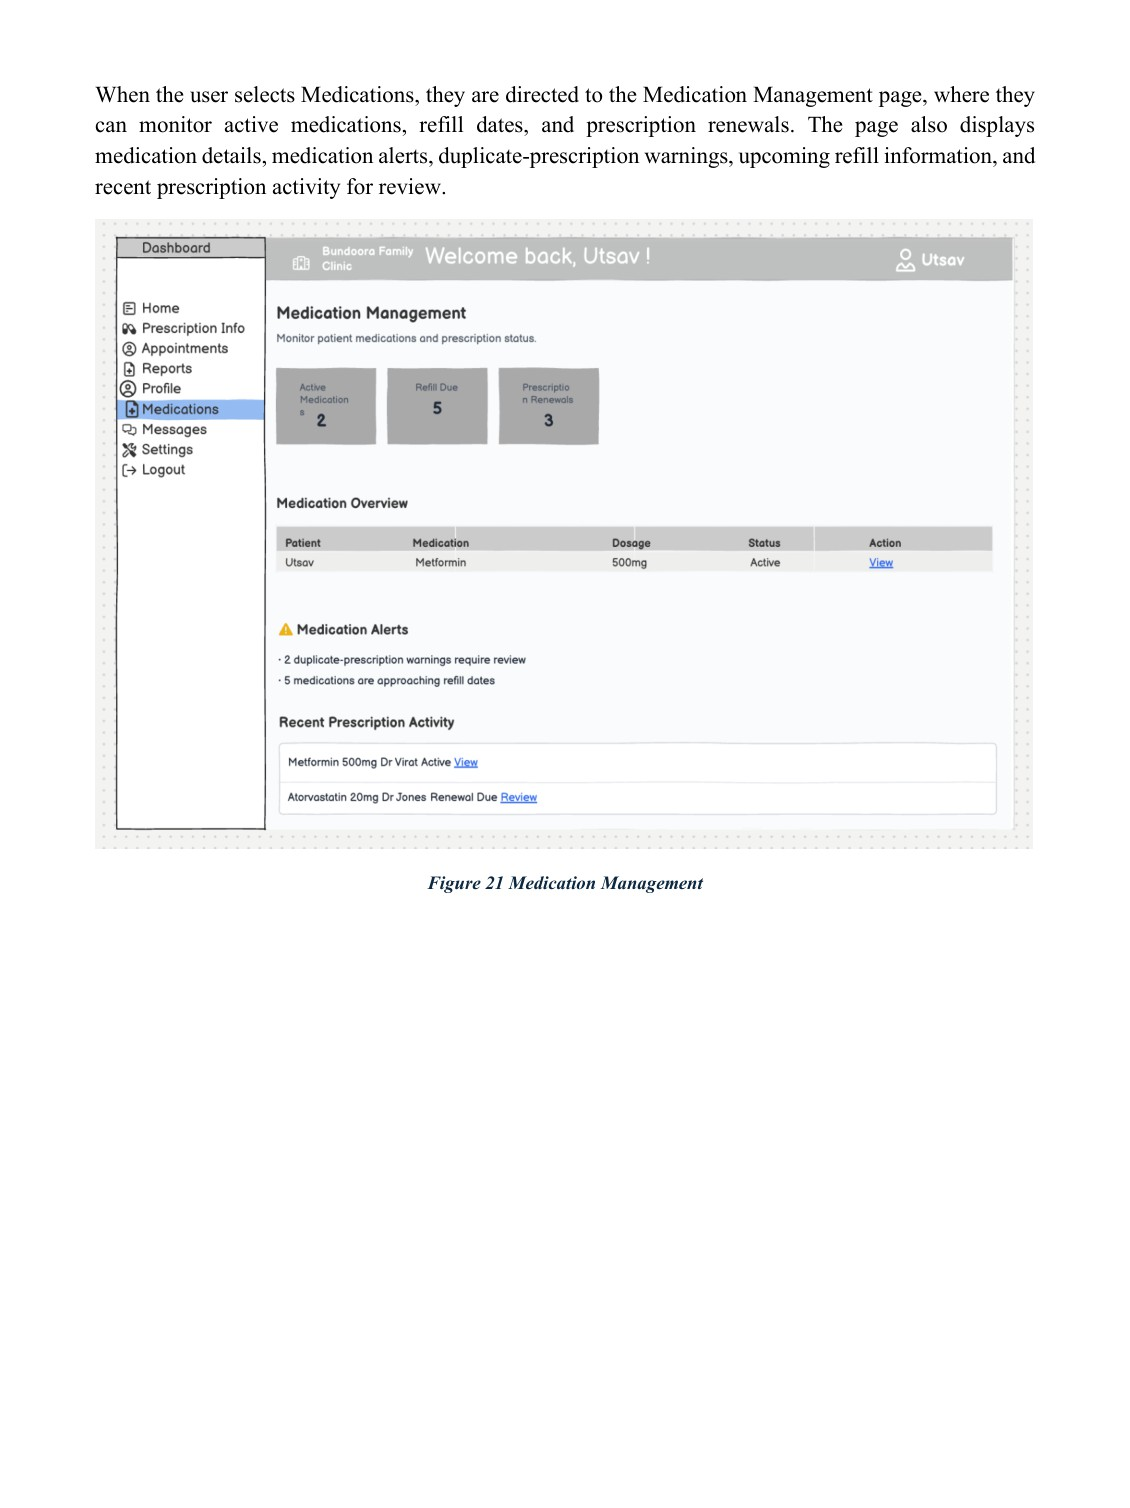 When the user selects Medications, they are directed to the Medication Management page, where they
can monitor active medications, refill dates, and prescription renewals. The page also displays
medication details, medication alerts, duplicate-prescription warnings, upcoming refill information, and
recent prescription activity for review.
Dashboard
Home
Prescription Info
Appointments
Reports
Profile
Medications
Messages
Settings
Logout
Bundoora Family
Clinic
Welcome back, Utsav !
Utsav
Medication Management
Monitor patient medications and prescription status.
Active
Medication
s
2
Refill Due
5
Prescriptio
n Renewals
3
Medication Overview
Patient Medication Dosage Status Action
Utsav Metformin 500mg Active View
Medication Alerts
· 2 duplicate-prescription warnings require review
· 5 medications are approaching refill dates
Recent Prescription Activity
Metformin 500mg Dr Virat Active View
Atorvastatin 20mg Dr Jones Renewal Due Review
Figure 21 Medication Management